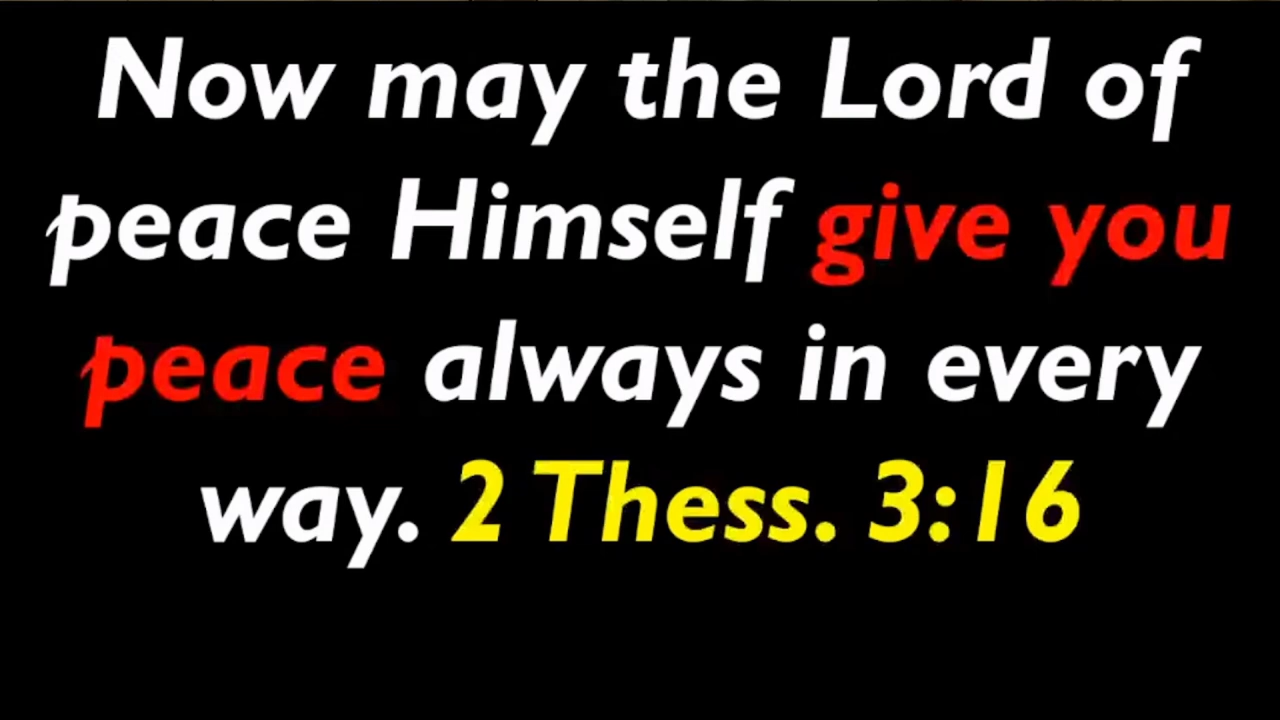 Now may the Lord of
peace Himself give you
peace always in every
way. 2 Thess. 3:16